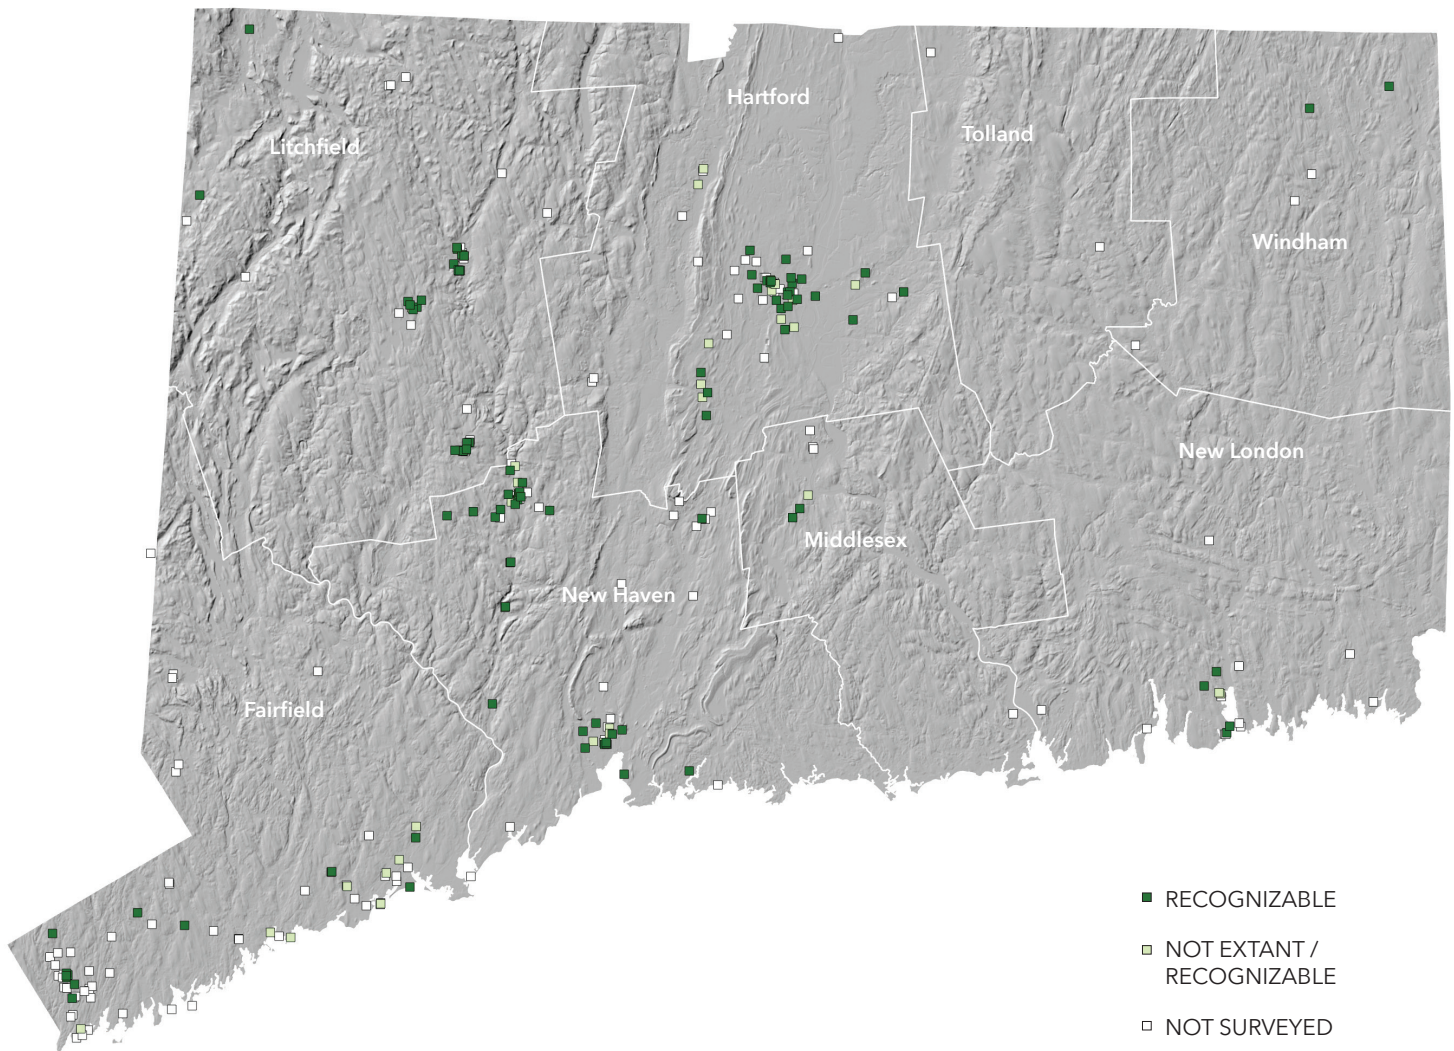 Hartford
Tolland
Litchfield
Windham
New London
Middlesex
New Haven
Fairfield
RECOGNIZABLE
NOT EXTANT /
RECOGNIZABLE
NOT SURVEYED